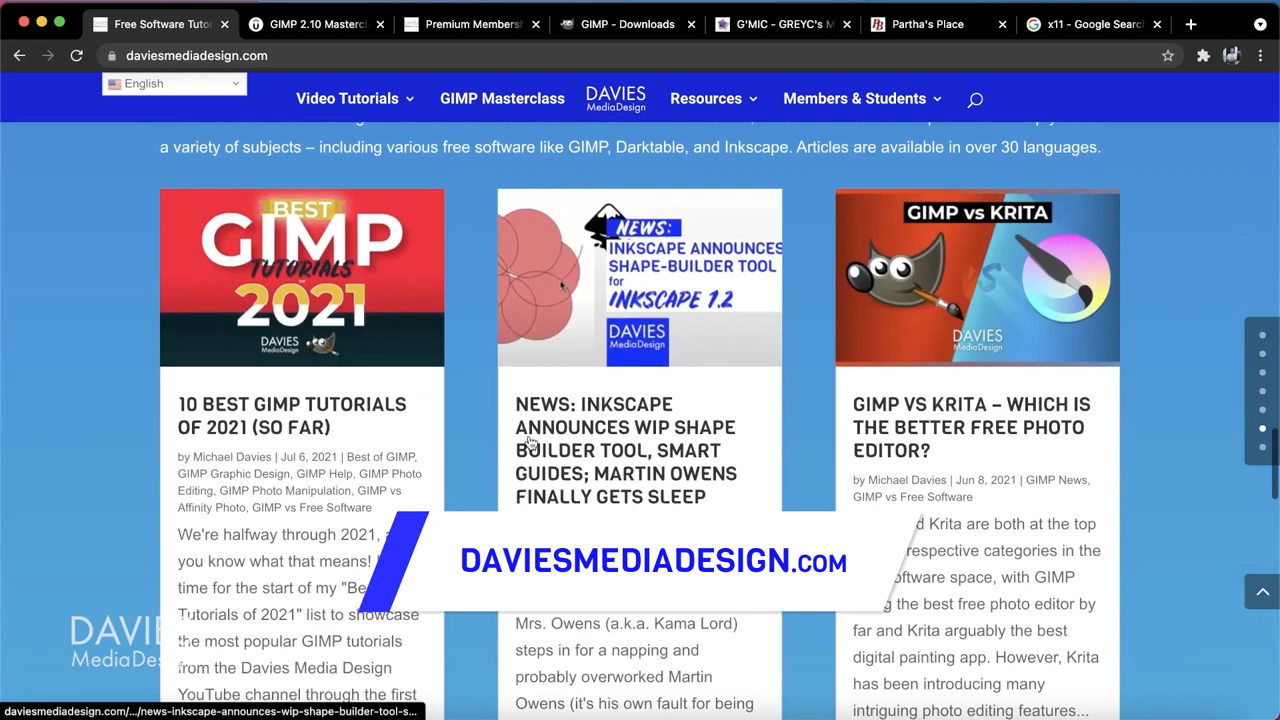 Free Software Tutor
GIMP 2.10 Mastercl
Premium Membersh
GIMP - Downloads
G'MIC - GREYC's M
Partha's Place
x11 - Google Search
daviesmediadesign.com
English
Video Tutorials
GIMP Masterclass
DAVIES
MediaDesign
Resources
Members & Students
a variety of subjects – including various free software like GIMP, Darktable, and Inkscape. Articles are available in over 30 languages.
BEST
GIMP
TUTORIALS
OF
2021
DAVIES
MediaDesign
NEWS:
INKSCAPE ANNOUNCES
SHAPE-BUILDER TOOL
for
INKSCAPE 1.2
DAVIES
MediaDesign
GIMP vs KRITA
VS
DAVIES
MediaDesign
10 BEST GIMP TUTORIALS
OF 2021 (SO FAR)
by Michael Davies | Jul 6, 2021 | Best of GIMP,
GIMP Graphic Design, GIMP Help, GIMP Photo
Editing, GIMP Photo Manipulation, GIMP vs
Affinity Photo, GIMP vs Free Software
We're halfway through 2021, a
you know what that means!
time for the start of my "Be
Tutorials of 2021" list to showcase
the most popular GIMP tutorials
from the Davies Media Design
YouTube channel through the first
NEWS: INKSCAPE
ANNOUNCES WIP SHAPE
BUILDER TOOL, SMART
GUIDES; MARTIN OWENS
FINALLY GETS SLEEP
Mrs. Owens (a.k.a. Kama Lord)
steps in for a napping and
probably overworked Martin
Owens (it's his own fault for being
GIMP VS KRITA – WHICH IS
THE BETTER FREE PHOTO
EDITOR?
by Michael Davies | Jun 8, 2021 | GIMP News,
GIMP vs Free Software
d Krita are both at the top
respective categories in the
oftware space, with GIMP
g the best free photo editor by
far and Krita arguably the best
digital painting app. However, Krita
has been introducing many
intriguing photo editing features...
DAVIESMEDIADESIGN.COM
DAVIE
MediaDes
daviesmediadesign.com/.../news-inkscape-announces-wip-shape-builder-tool-s...